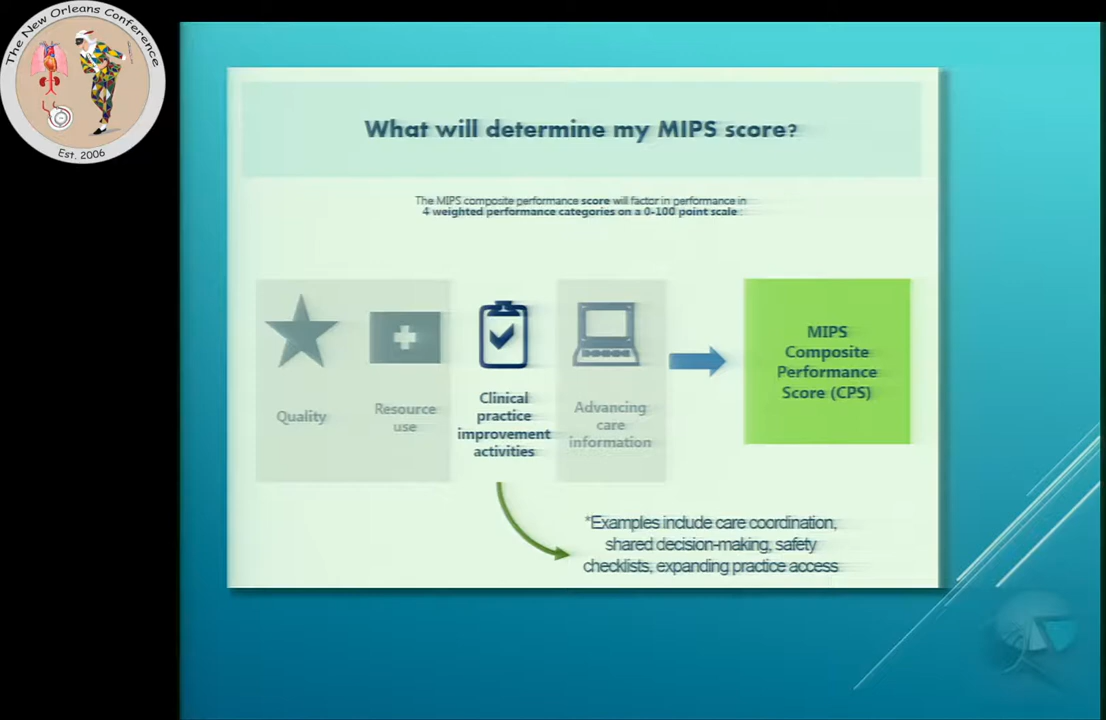 The New Orleans Conference
Est. 2006
What will determine my MIPS score?
The MIPS composite performance score will factor in performance in
4 weighted performance categories on a 0-100 point scale
Quality
Resource
use
Clinical
practice
improvement
activities
Advancing
care
information
MIPS
Composite
Performance
Score (CPS)
*Examples include care coordination,
shared decision-making, safety
checklists, expanding practice access